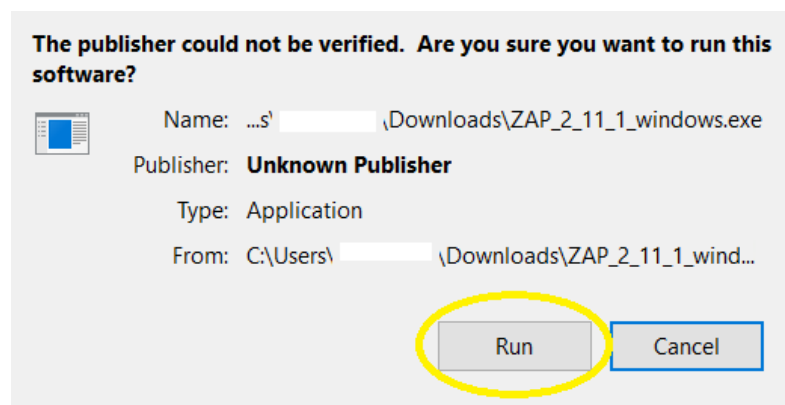 The publisher could not be verified.  Are you sure you want to run this
software?
Name: ...s\ \Downloads\ZAP_2_11_1_windows.exe
Publisher: Unknown Publisher
Type: Application
From: C:\Users\ \Downloads\ZAP_2_11_1_wind...
Run Cancel